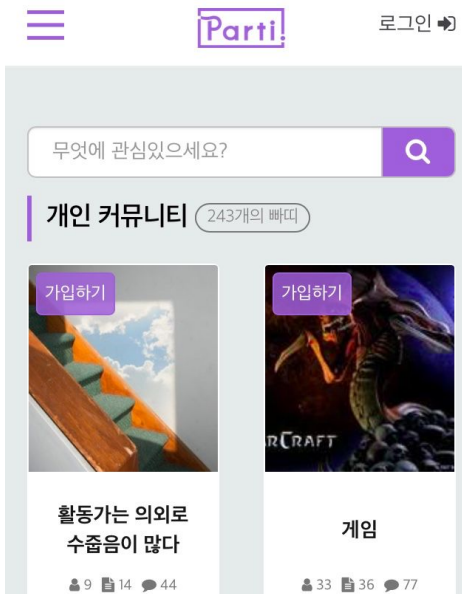 Parti!
로그인
무엇에 관심있으세요?
개인 커뮤니티 243개의 빠띠
가입하기
활동가는 의외로
수줍음이 많다
9 14 44
가입하기
RCRAFT
게임
33 36 77